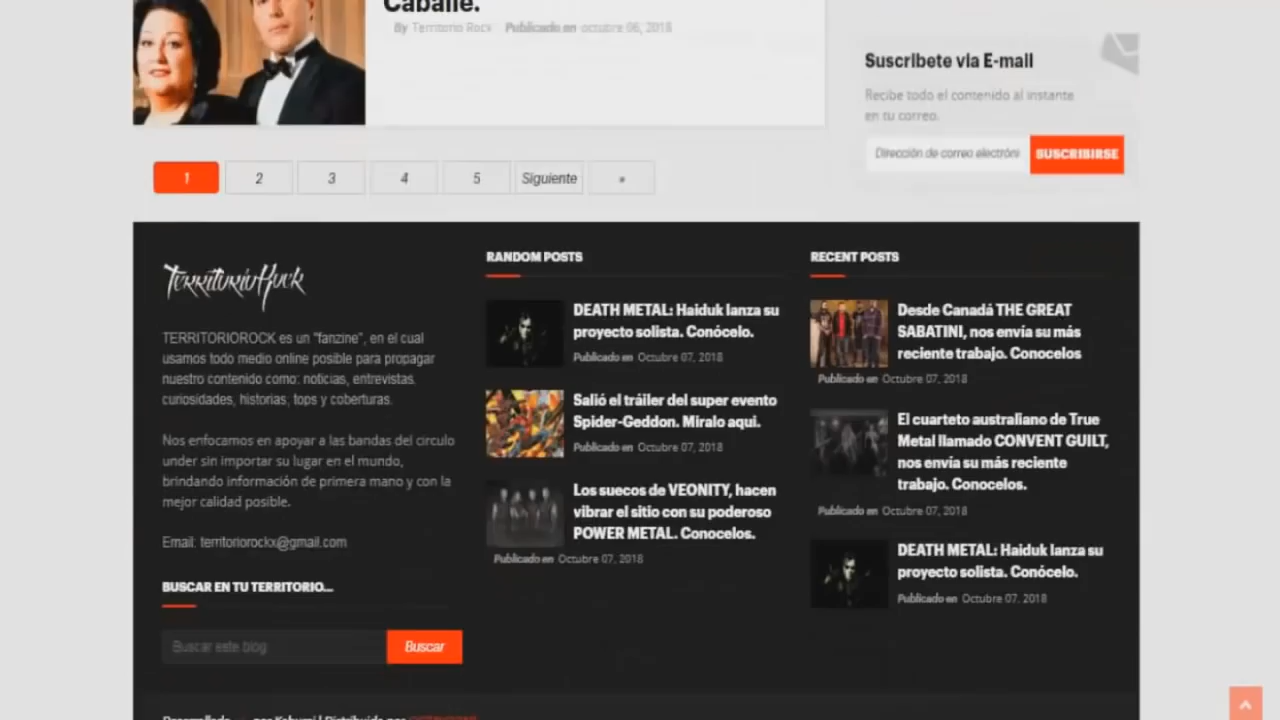 Caballé.
By Territorio Rock Publicado en octubre 06, 2018
Suscribete via E-mail
Recibe todo el contenido al instante
en tu correo.
Dirección de correo electróni
SUSCRIBIRSE
1
2
3
4
5
Siguiente
»
TerritorioRock
TERRITORIOROCK es un "fanzine", en el cual
usamos todo medio online posible para propagar
nuestro contenido como: noticias, entrevistas.
curiosidades, historias, tops y coberturas.
Nos enfocamos en apoyar a las bandas del circulo
under sin importar su lugar en el mundo,
brindando información de primera mano y con la
mejor calidad posible.
Email: territoriorockx@gmail.com
BUSCAR EN TU TERRITORIO...
Buscar este blog
Buscar
RANDOM POSTS
DEATH METAL: Haiduk lanza su
proyecto solista. Conócelo.
Publicado en Octubre 07, 2018
Salió el tráiler del super evento
Spider-Geddon. Miralo aqui.
Publicado en Octubre 07, 2018
Los suecos de VEONITY, hacen
vibrar el sitio con su poderoso
POWER METAL. Conocelos.
Publicado en Octubre 07, 2018
RECENT POSTS
Desde Canadá THE GREAT
SABATINI, nos envía su más
reciente trabajo. Conocelos
Publicado en Octubre 07, 2018
El cuarteto australiano de True
Metal llamado CONVENT GUILT,
nos envía su más reciente
trabajo. Conocelos.
Publicado en Octubre 07, 2018
DEATH METAL: Haiduk lanza su
proyecto solista. Conócelo.
Publicado en Octubre 07, 2018